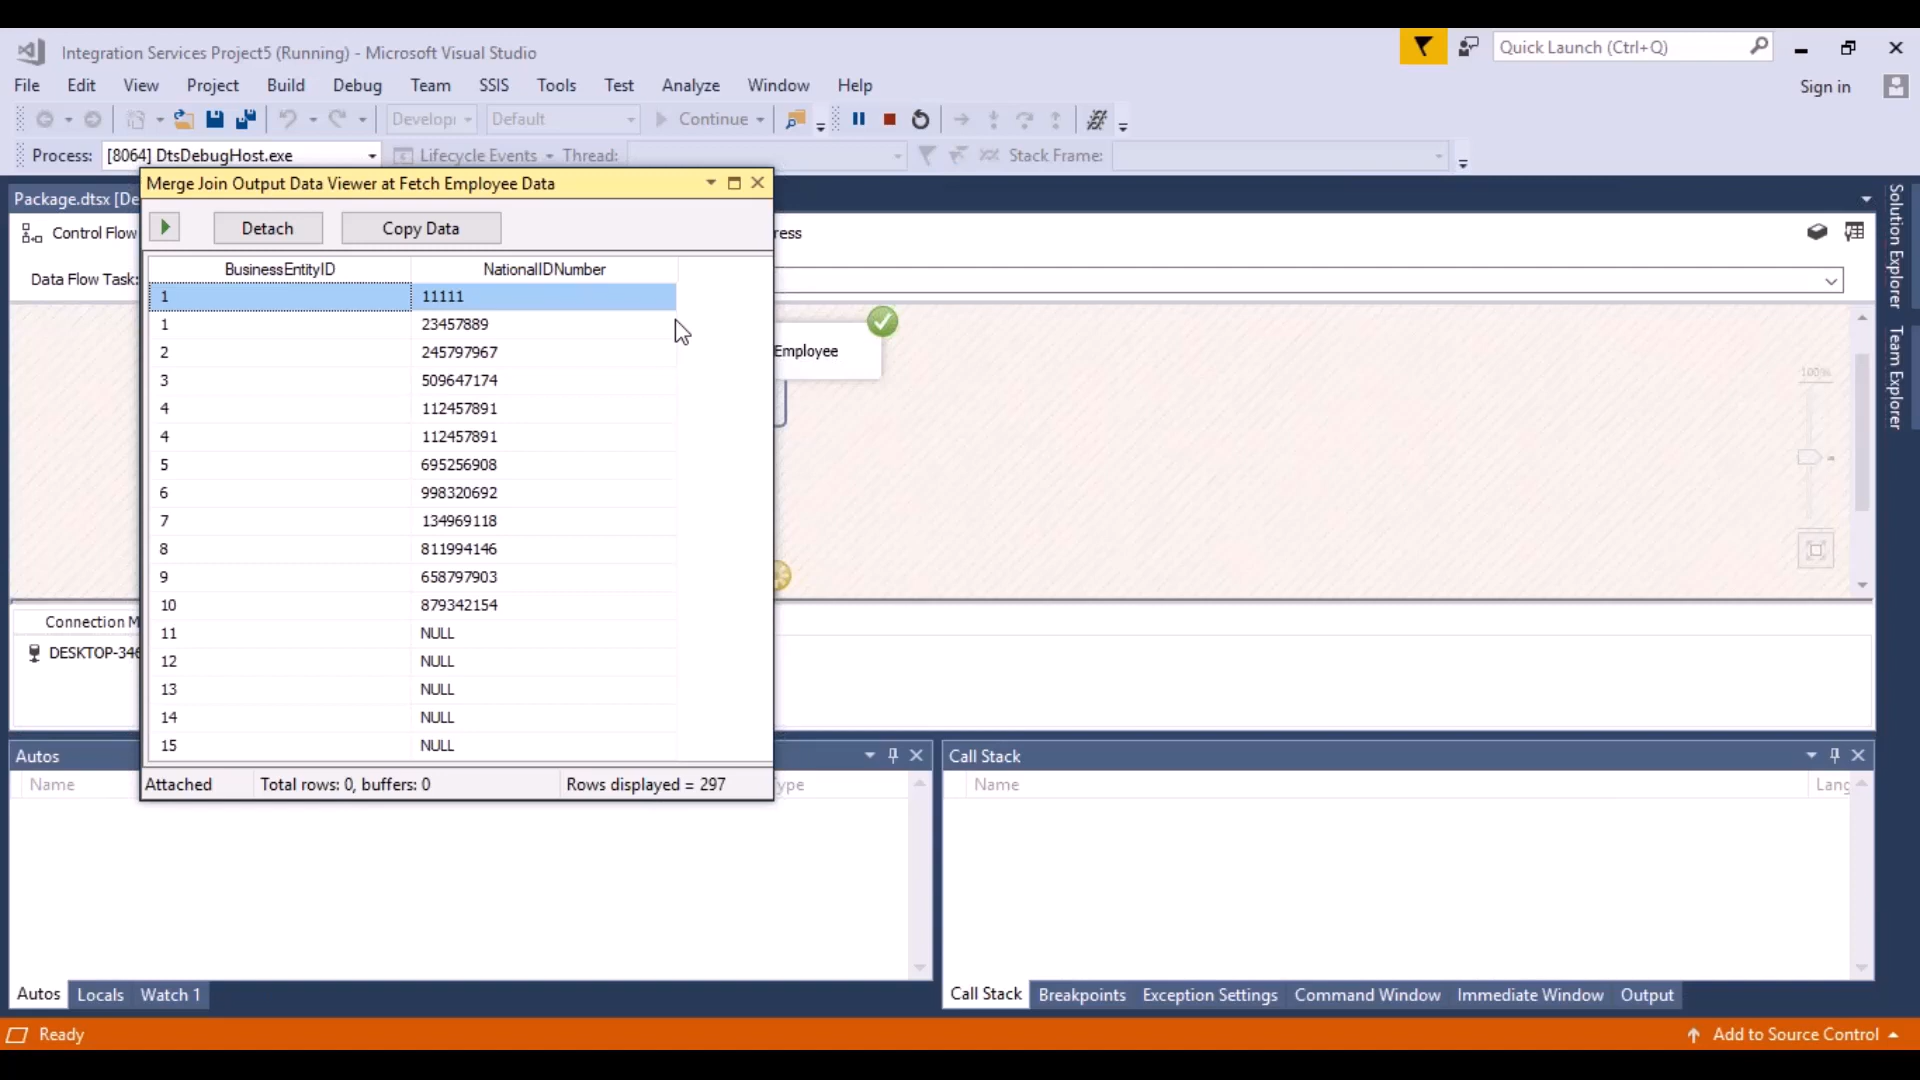 Integration Services Project5 (Running) - Microsoft Visual Studio
Quick Launch (Ctrl+Q)
File Edit View Project Build Debug Team SSIS Tools Test Analyze Window Help
Sign in
Developi Default Continue
Process: [8064] DtsDebugHost.exe Lifecycle Events Thread: Stack Frame:
Package.dtsx [De
Merge Join Output Data Viewer at Fetch Employee Data
Control Flow
Detach Copy Data
ress
Data Flow Task:
BusinessEntityID NationalIDNumber
1 11111
1 23457889
2 245797967
3 509647174
4 112457891
4 112457891
5 695256908
6 998320692
7 134969118
8 811994146
9 658797903
10 879342154
11 NULL
12 NULL
13 NULL
14 NULL
15 NULL
Attached Total rows: 0, buffers: 0 Rows displayed = 297
Employee
100%
Solution Explorer
Team Explorer
Connection M
DESKTOP-346
Autos
Name ype
Call Stack
Name Lang
Autos Locals Watch 1
Call Stack Breakpoints Exception Settings Command Window Immediate Window Output
Ready
Add to Source Control